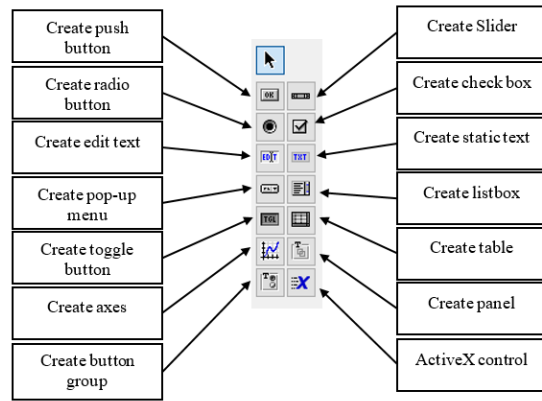 Create push
button
Create radio
button
Create edit text
Create pop-up
menu
Create toggle
button
Create axes
Create button
group
OK
EDIT
TXT
TGL
T
T
X
Create Slider
Create check box
Create static text
Create listbox
Create table
Create panel
ActiveX control